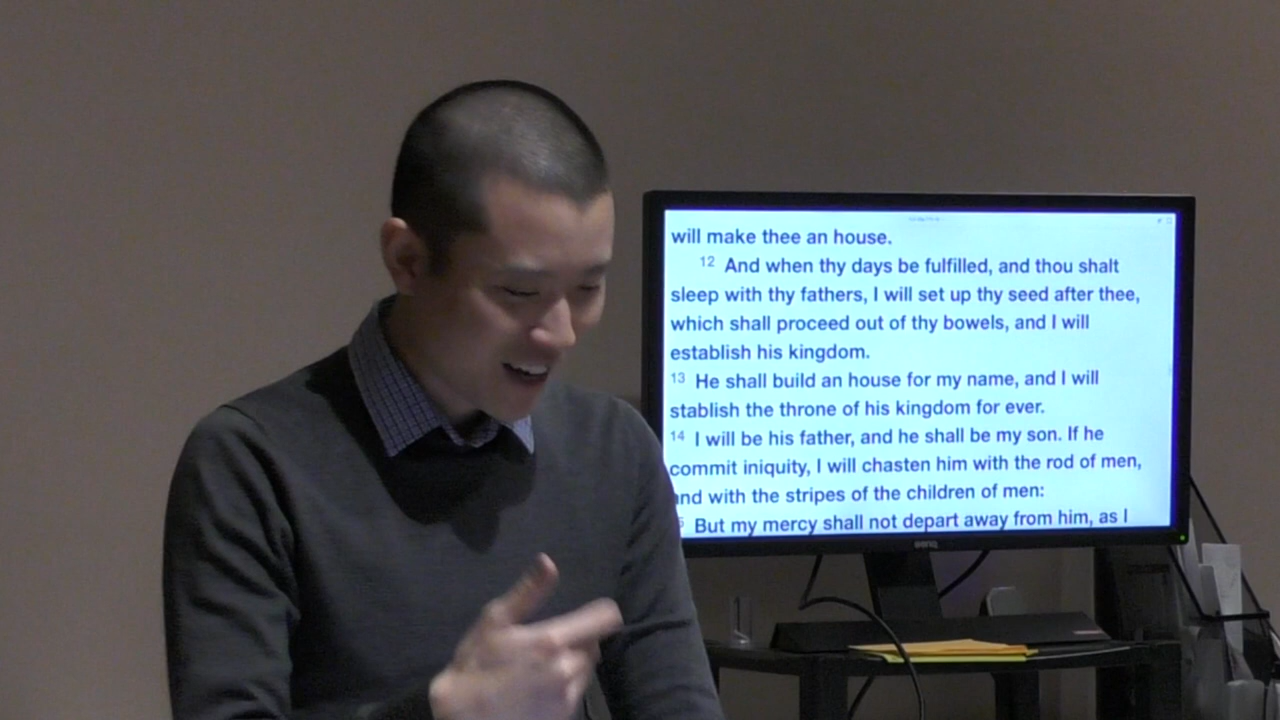 will make thee an house.
12 And when thy days be fulfilled, and thou shalt
sleep with thy fathers, I will set up thy seed after thee,
which shall proceed out of thy bowels, and I will
establish his kingdom.
13 He shall build an house for my name, and I will
stablish the throne of his kingdom for ever.
14 I will be his father, and he shall be my son. If he
commit iniquity, I will chasten him with the rod of men,
and with the stripes of the children of men:
5 But my mercy shall not depart away from him, as I
BenQ